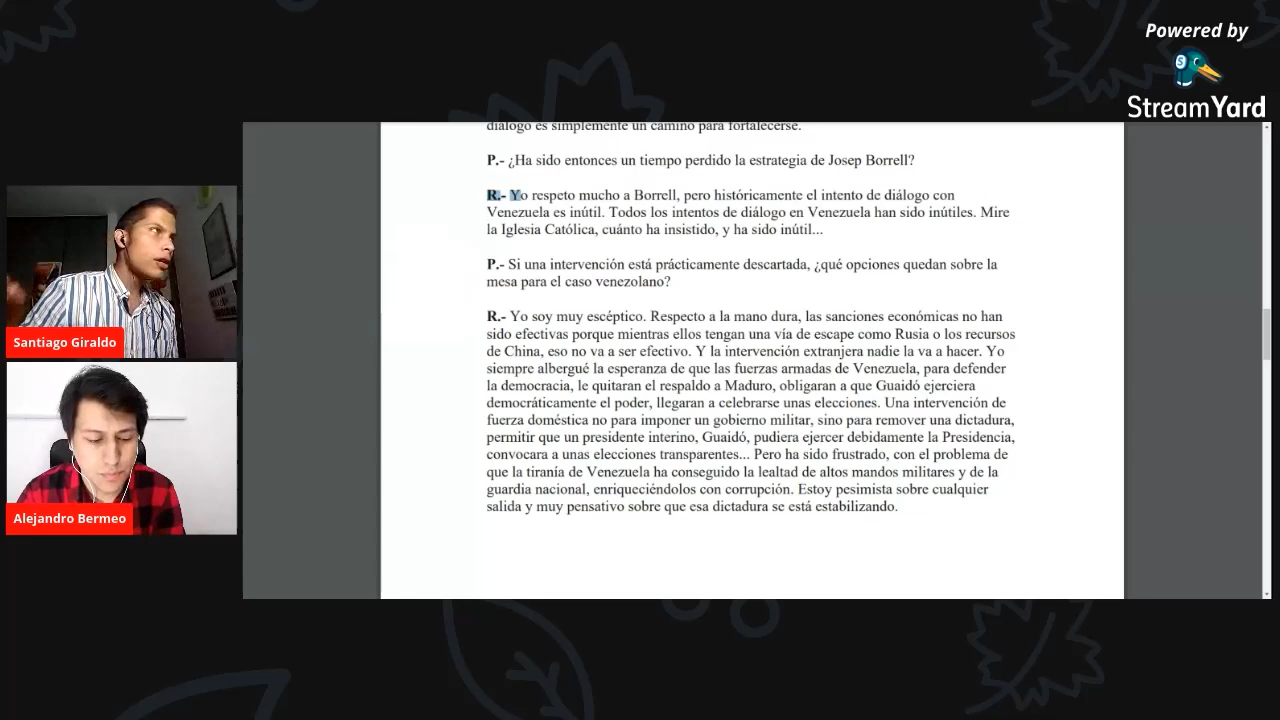 Powered by
StreamYard
diálogo es simplemente un camino para fortalecerse.
P.- ¿Ha sido entonces un tiempo perdido la estrategia de Josep Borrell?
R.- Yo respeto mucho a Borrell, pero históricamente el intento de diálogo con
Venezuela es inútil. Todos los intentos de diálogo en Venezuela han sido inútiles. Mire
la Iglesia Católica, cuánto ha insistido, y ha sido inútil...
P.- Si una intervención está prácticamente descartada, ¿qué opciones quedan sobre la
mesa para el caso venezolano?
R.- Yo soy muy escéptico. Respecto a la mano dura, las sanciones económicas no han
sido efectivas porque mientras ellos tengan una vía de escape como Rusia o los recursos
de China, eso no va a ser efectivo. Y la intervención extranjera nadie la va a hacer. Yo
siempre albergué la esperanza de que las fuerzas armadas de Venezuela, para defender
la democracia, le quitaran el respaldo a Maduro, obligaran a que Guaidó ejerciera
democráticamente el poder, llegaran a celebrarse unas elecciones. Una intervención de
fuerza doméstica no para imponer un gobierno militar, sino para remover una dictadura,
permitir que un presidente interino, Guaidó, pudiera ejercer debidamente la Presidencia,
convocara a unas elecciones transparentes... Pero ha sido frustrado, con el problema de
que la tiranía de Venezuela ha conseguido la lealtad de altos mandos militares y de la
guardia nacional, enriqueciéndolos con corrupción. Estoy pesimista sobre cualquier
salida y muy pensativo sobre que esa dictadura se está estabilizando.
Santiago Giraldo
Alejandro Bermeo